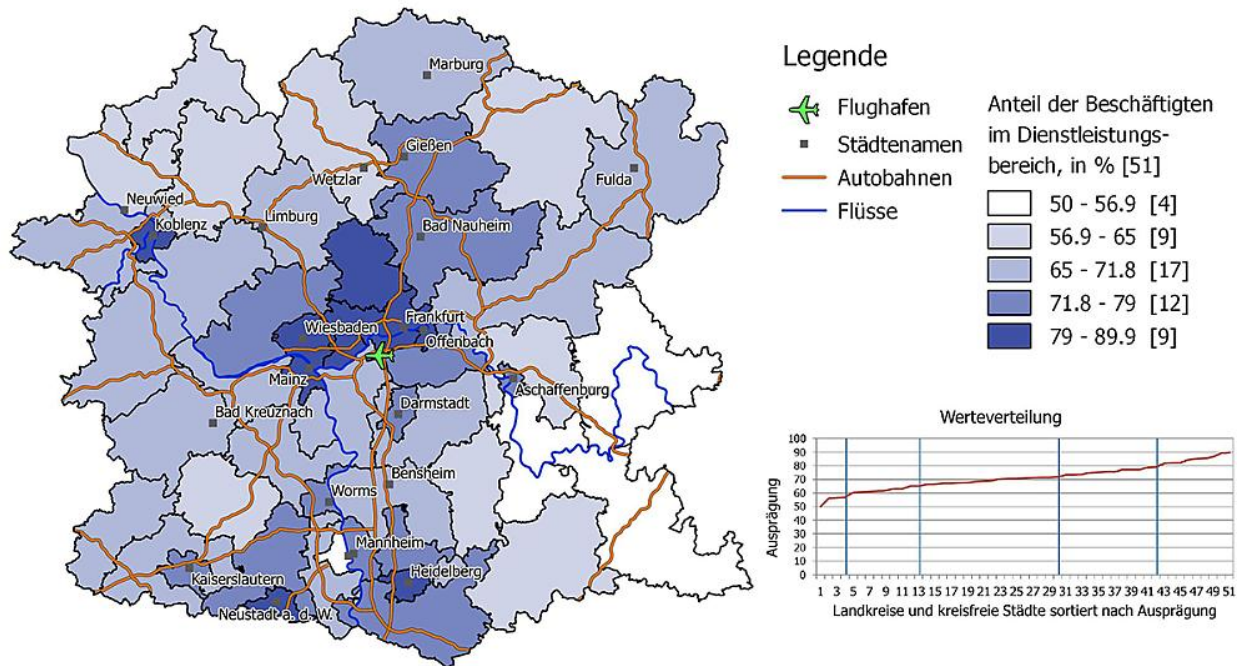 Marburg
Gießen
Wetzlar
Fulda
Neuwied
Koblenz
Limburg
Bad Nauheim
Wiesbaden
Frankfurt
Offenbach
Mainz
Aschaffenburg
Bad Kreuznach
Darmstadt
Bensheim
Worms
Mannheim
Kaiserslautern
Heidelberg
Neustadt a. d. W.
Legende
Flughafen
Städtenamen
Autobahnen
Flüsse
Anteil der Beschäftigten
im Dienstleistungs-
bereich, in % [51]
50 - 56.9 [4]
56.9 - 65 [9]
65 - 71.8 [17]
71.8 - 79 [12]
79 - 89.9 [9]
Werteverteilung
Ausprägung
100
90
80
70
60
50
40
30
20
10
0
1 3 5 7 9 11 13 15 17 19 21 23 25 27 29 31 33 35 37 39 41 43 45 47 49 51
Landkreise und kreisfreie Städte sortiert nach Ausprägung